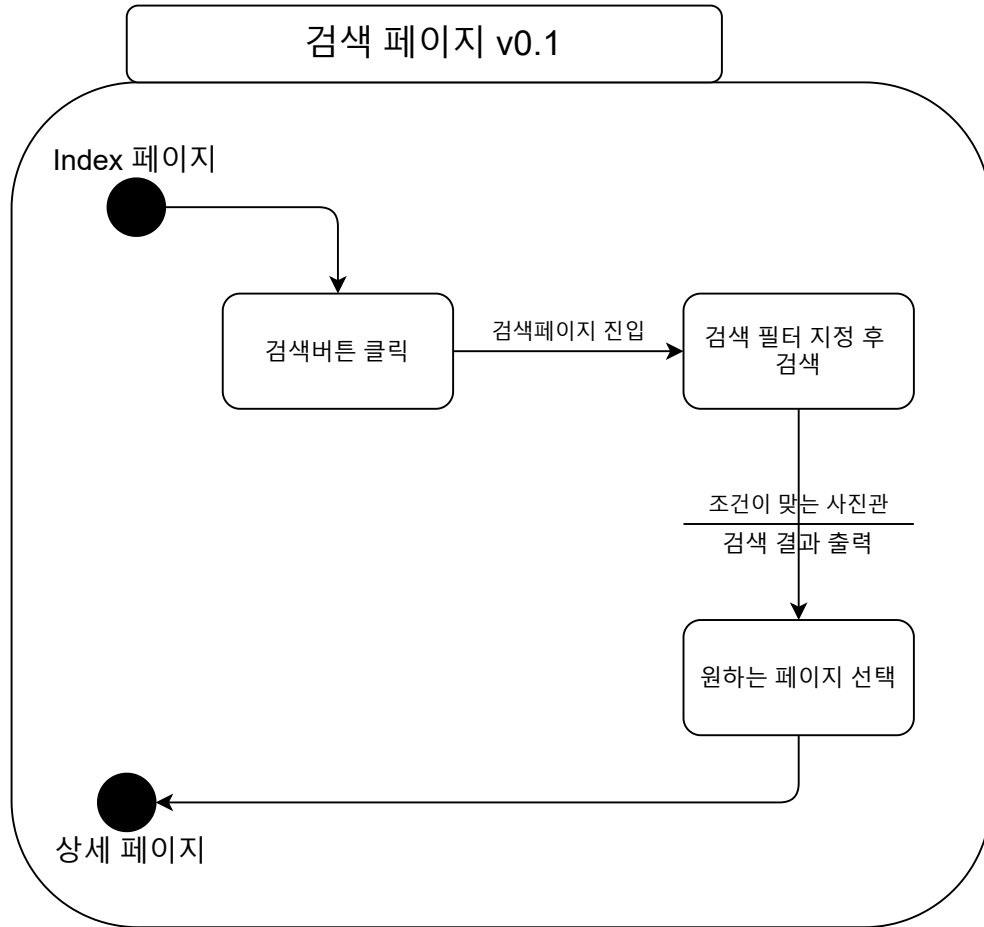 검색 페이지 v0.1
Index 페이지
검색버튼 클릭
검색페이지 진입
검색 필터 지정 후
검색
조건이 맞는 사진관
검색 결과 출력
원하는 페이지 선택
상세 페이지